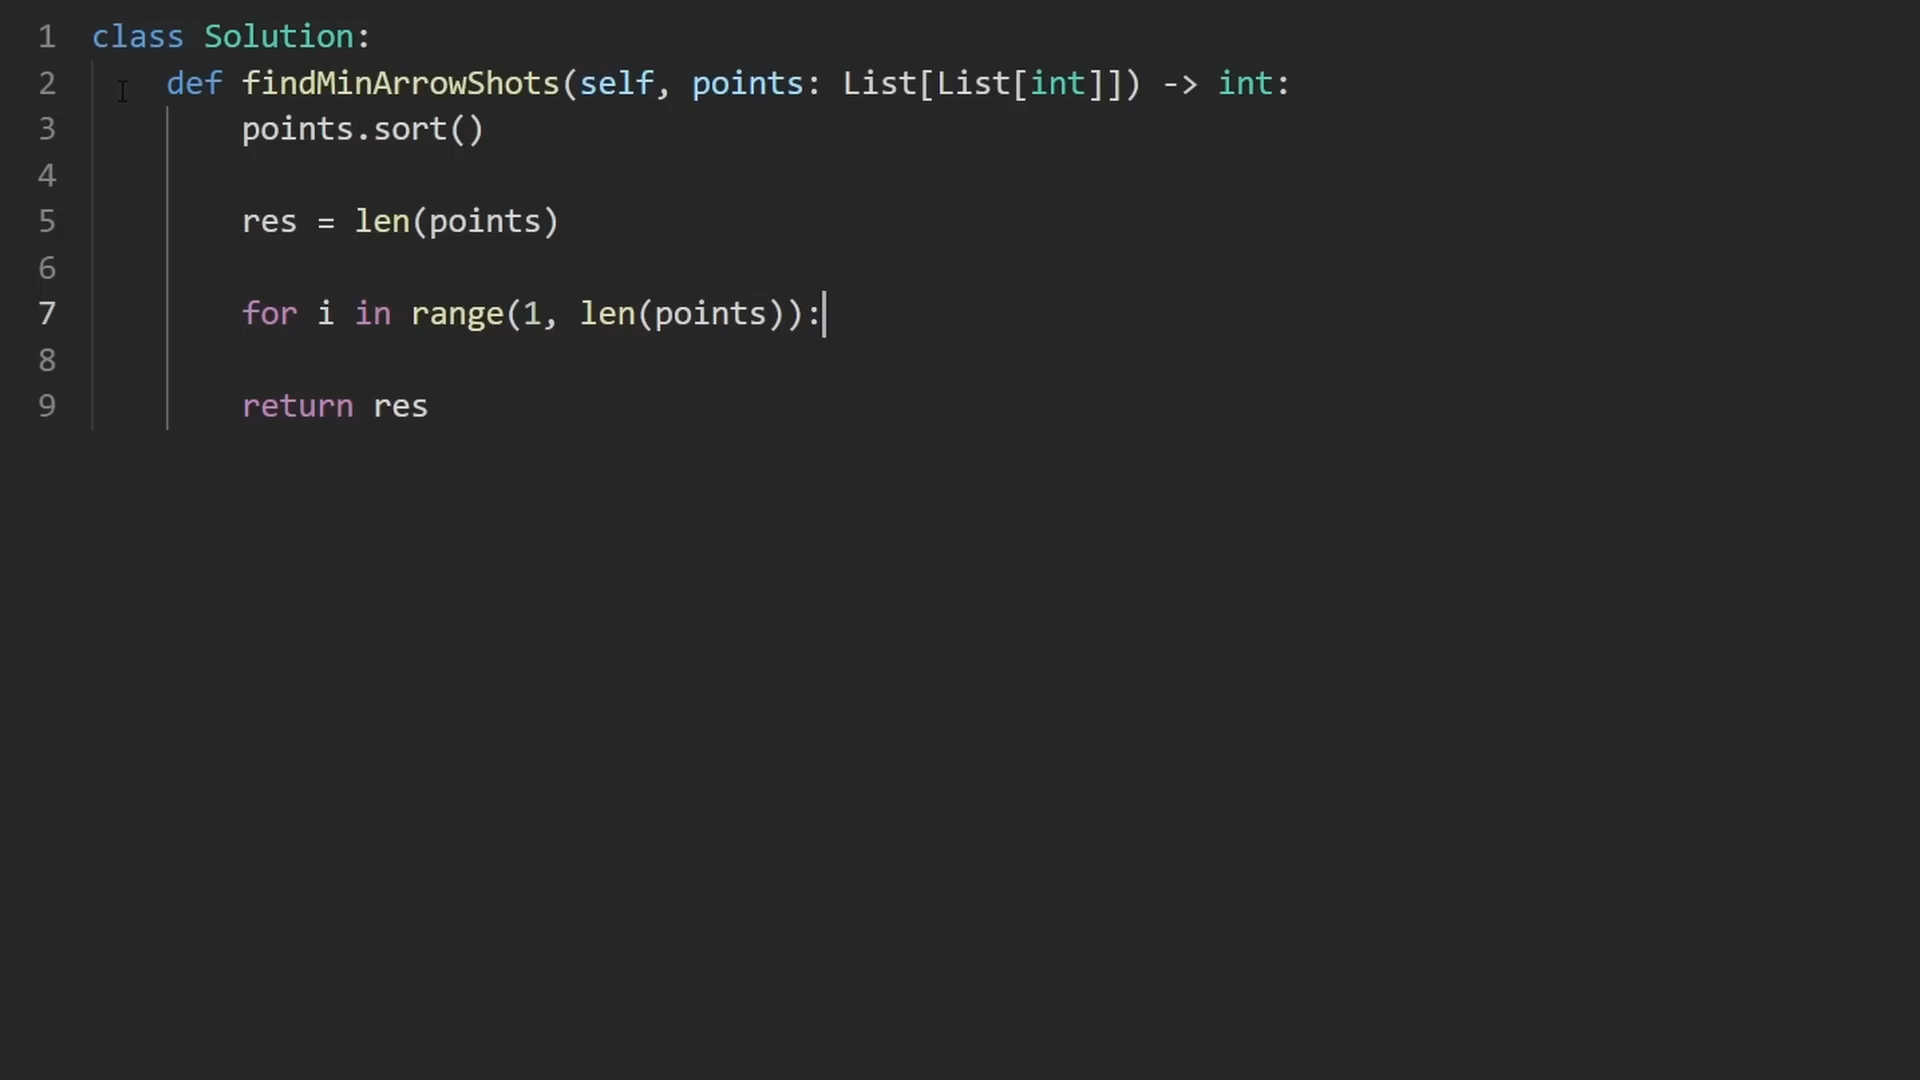 1 class Solution:
2 def findMinArrowShots(self, points: List[List[int]]) -> int:
3 points.sort()
4
5 res = len(points)
6
7 for i in range(1, len(points)):
8
9 return res